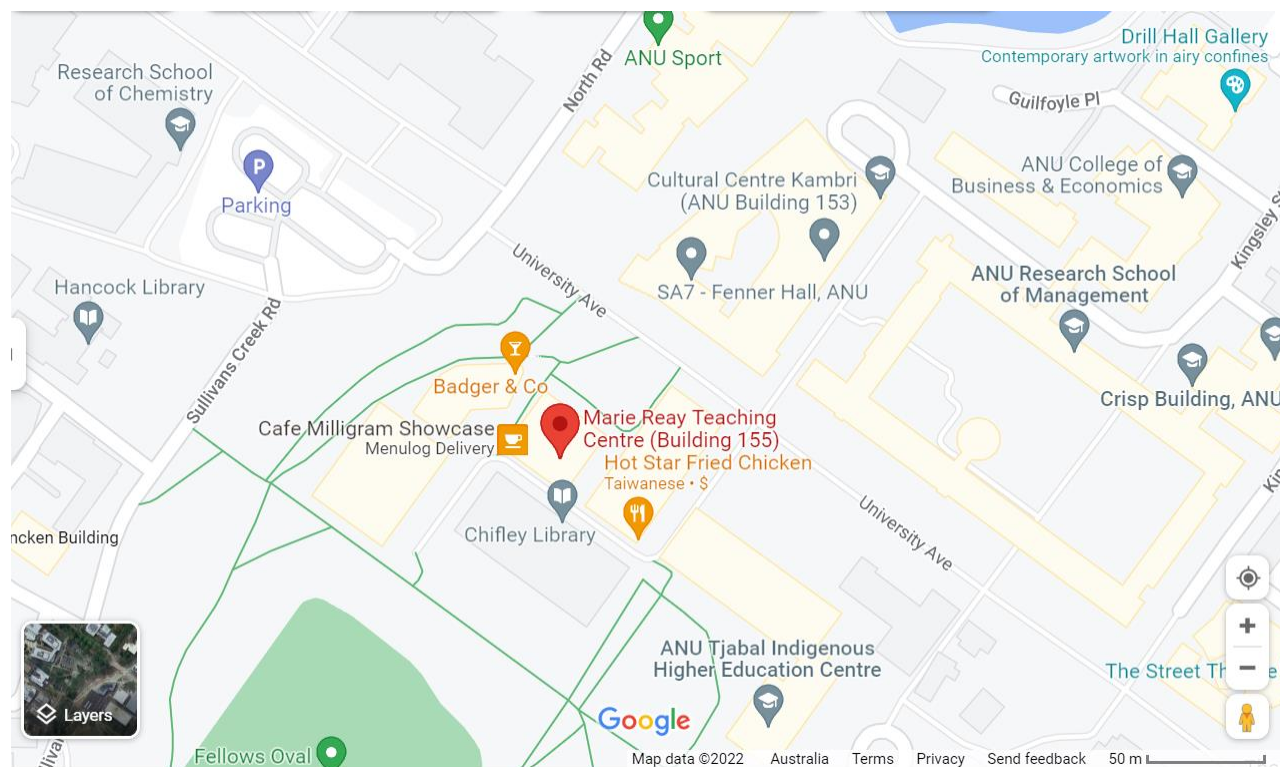 Drill Hall Gallery
Contemporary artwork in airy confines
ANU Sport
Research School
of Chemistry
North Rd
Guilfoyle Pl
P
Parking
Cultural Centre Kambri
(ANU Building 153)
ANU College of
Business & Economics
Kingsley S
University Ave
SA7 - Fenner Hall, ANU
ANU Research School
of Management
Hancock Library
Sullivans Creek Rd
Badger & Co
Crisp Building, ANU
Cafe Milligram Showcase
Menulog Delivery
Marie Reay Teaching
Centre (Building 155)
Hot Star Fried Chicken
Taiwanese • $
Chifley Library
University Ave
ncken Building
ANU Tjabal Indigenous
Higher Education Centre
The Street Th e
Layers
Google
Fellows Oval
Map data ©2022 Australia Terms Privacy Send feedback 50 m